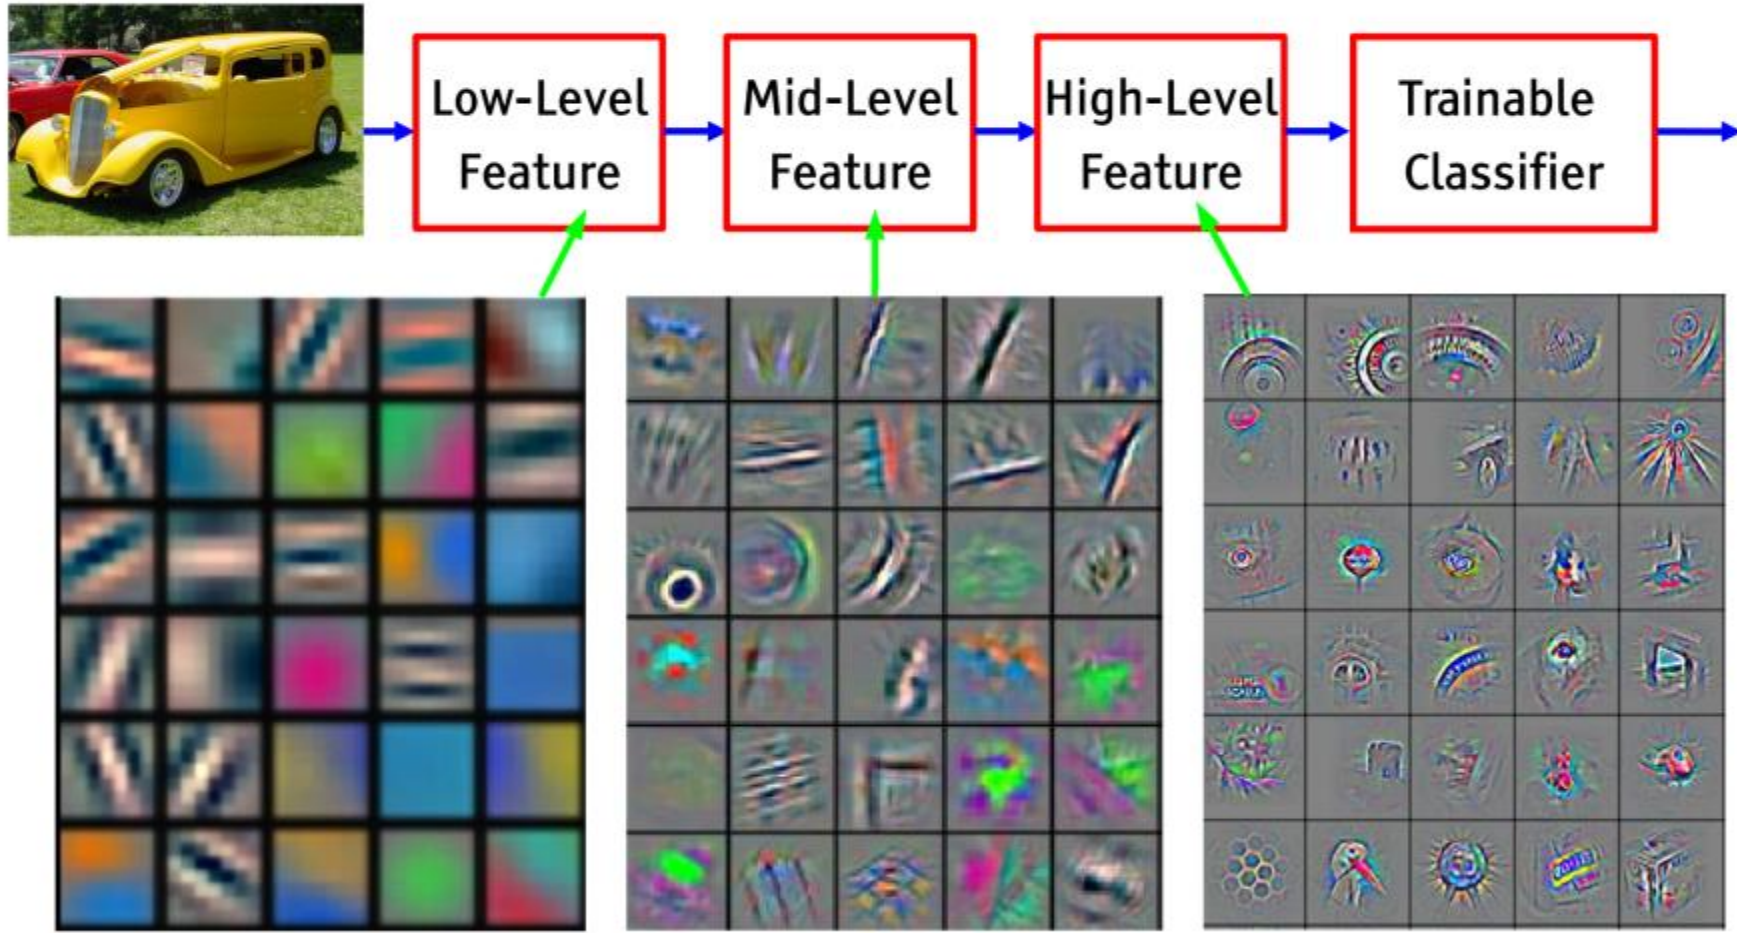 Low-Level
Feature
Mid-Level
Feature
High-Level
Feature
Trainable
Classifier